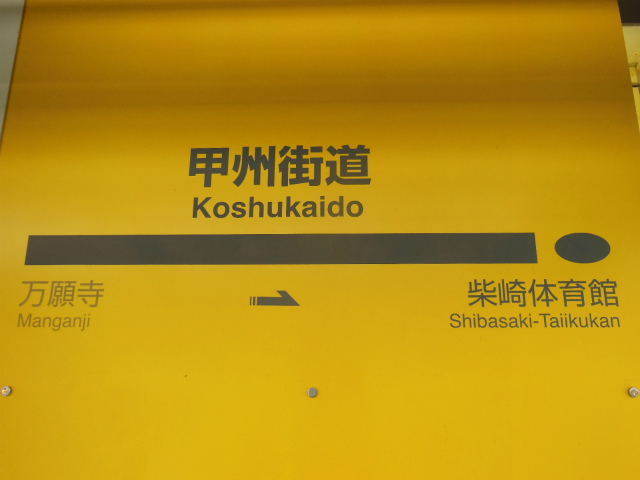 甲州街道
Koshukaido
万願寺
Manganji
柴崎体育館
Shibasaki-Taiikukan